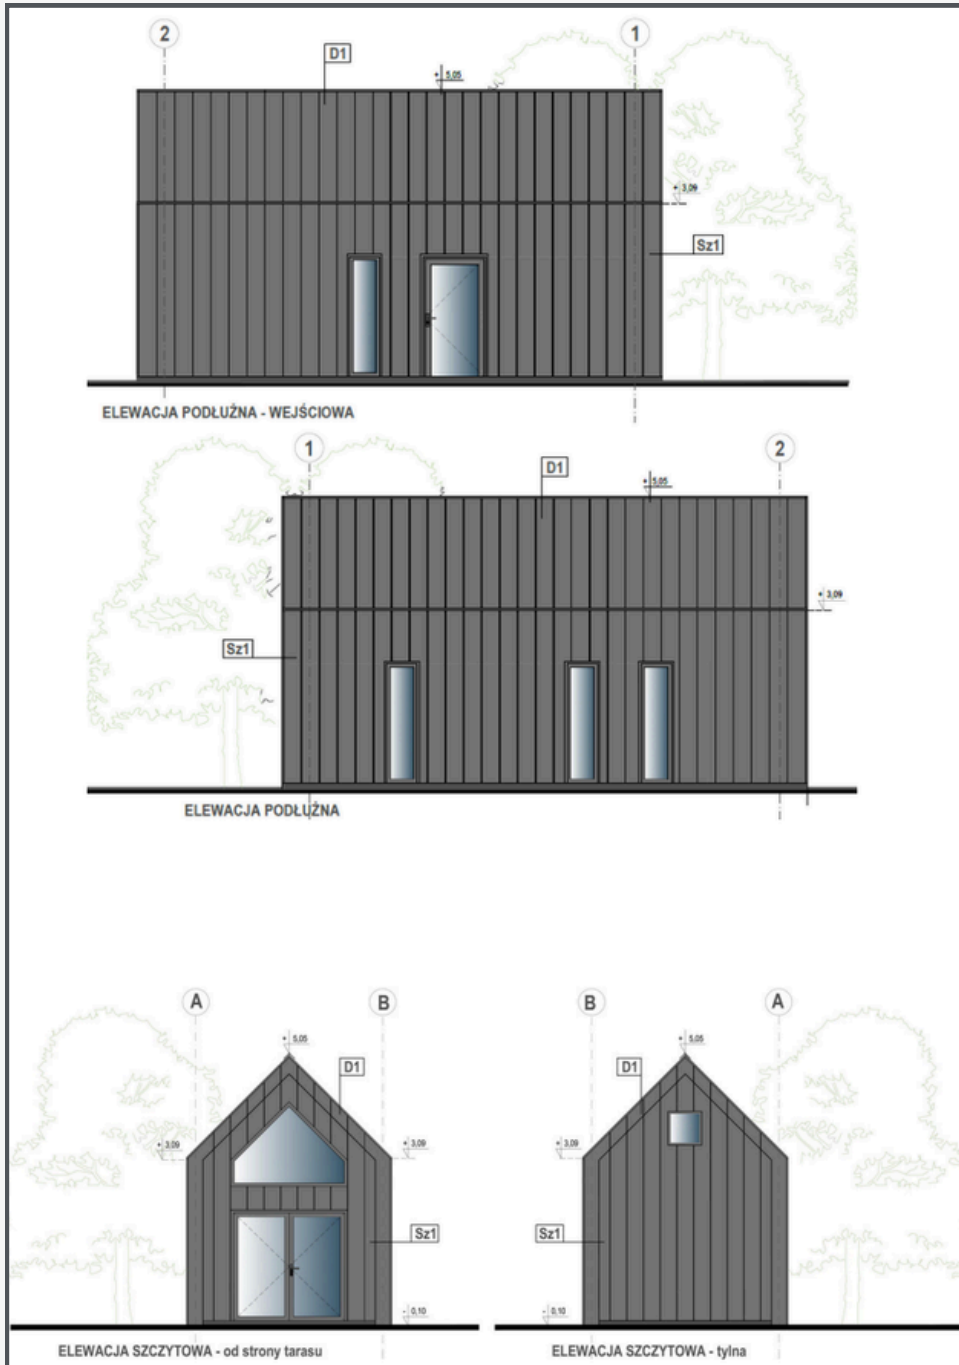 2
1
D1
+ 5,05
+ 3,09
Sz1
ELEWACJA PODŁUŻNA - WEJŚCIOWA
1
2
D1
+ 5,05
+ 3,09
Sz1
ELEWACJA PODŁUŻNA
A
B
B
A
+ 5,05
+ 5,05
D1
D1
+ 3,09
+ 3,09
+ 3,09
+ 3,09
Sz1
Sz1
- 0,10
- 0,10
ELEWACJA SZCZYTOWA - od strony tarasu
ELEWACJA SZCZYTOWA - tylna